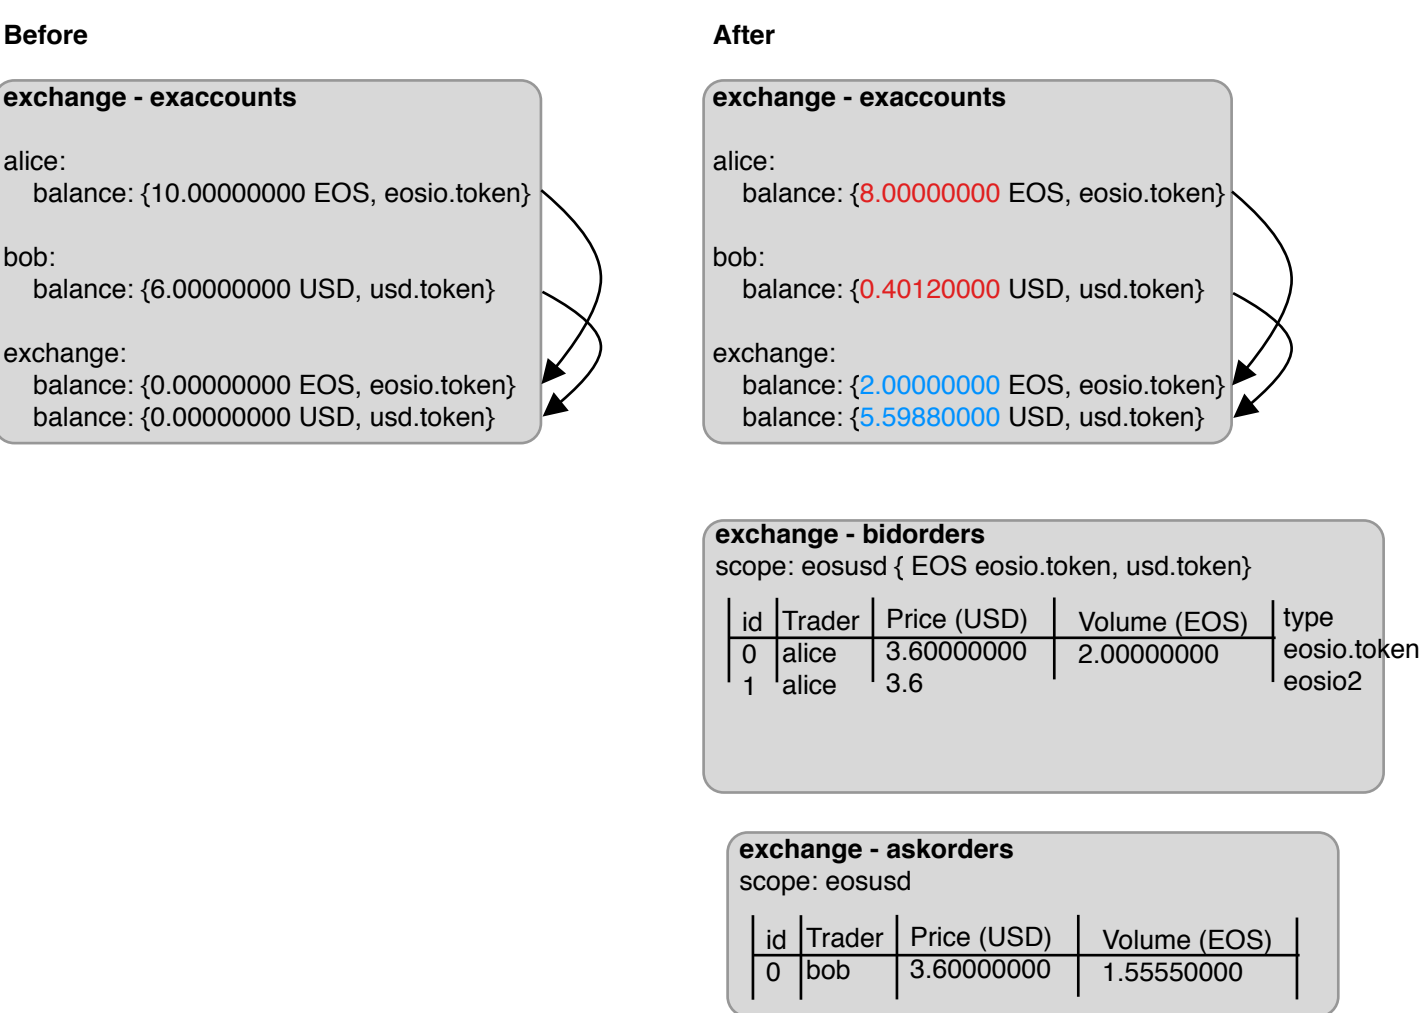 Before
exchange - exaccounts
alice:
balance: {10.00000000 EOS, eosio.token}
bob:
balance: {6.00000000 USD, usd.token}
exchange:
balance: {0.00000000 EOS, eosio.token}
balance: {0.00000000 USD, usd.token}
After
exchange - exaccounts
alice:
balance: {8.00000000 EOS, eosio.token}
bob:
balance: {0.40120000 USD, usd.token}
exchange:
balance: {2.00000000 EOS, eosio.token}
balance: {5.59880000 USD, usd.token}
exchange - bidorders
scope: eosusd { EOS eosio.token, usd.token}
id Trader Price (USD) Volume (EOS) type
0 alice 3.60000000 2.00000000 eosio.token
1 alice 3.6 eosio2
exchange - askorders
scope: eosusd
id Trader Price (USD) Volume (EOS)
0 bob 3.60000000 1.55550000